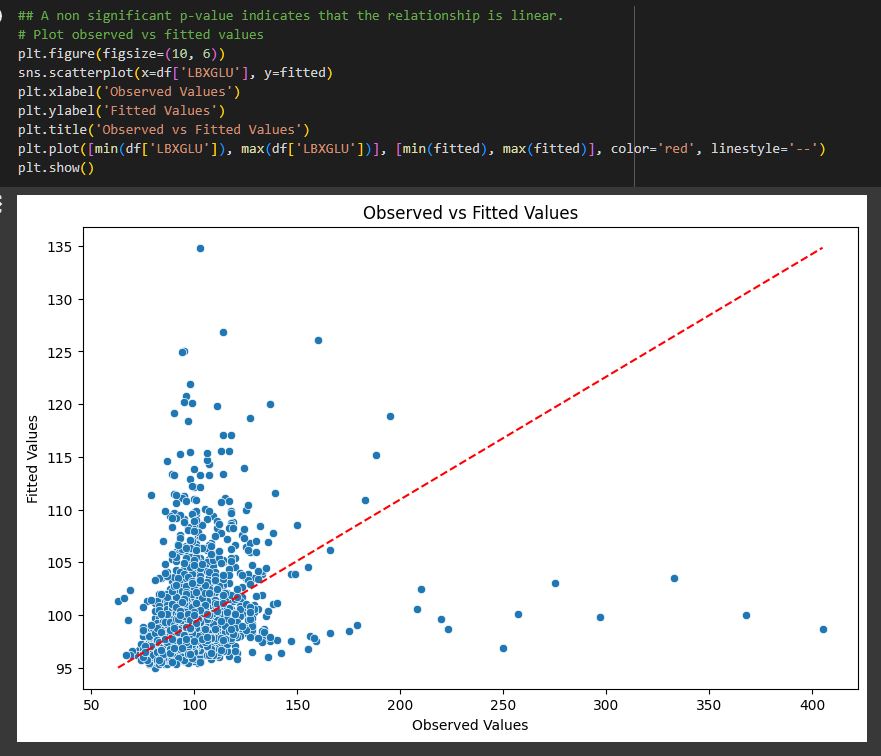 ## A non significant p-value indicates that the relationship is linear.
# Plot observed vs fitted values
plt.figure(figsize=(10, 6))
sns.scatterplot(x=df['LBXGLU'], y=fitted)
plt.xlabel('Observed Values')
plt.ylabel('Fitted Values')
plt.title('Observed vs Fitted Values')
plt.plot([min(df['LBXGLU']), max(df['LBXGLU'])], [min(fitted), max(fitted)], color='red', linestyle='--')
plt.show()
Observed vs Fitted Values
135
130
125
120
115
110
105
100
95
Fitted Values
50 100 150 200 250 300 350 400
Observed Values